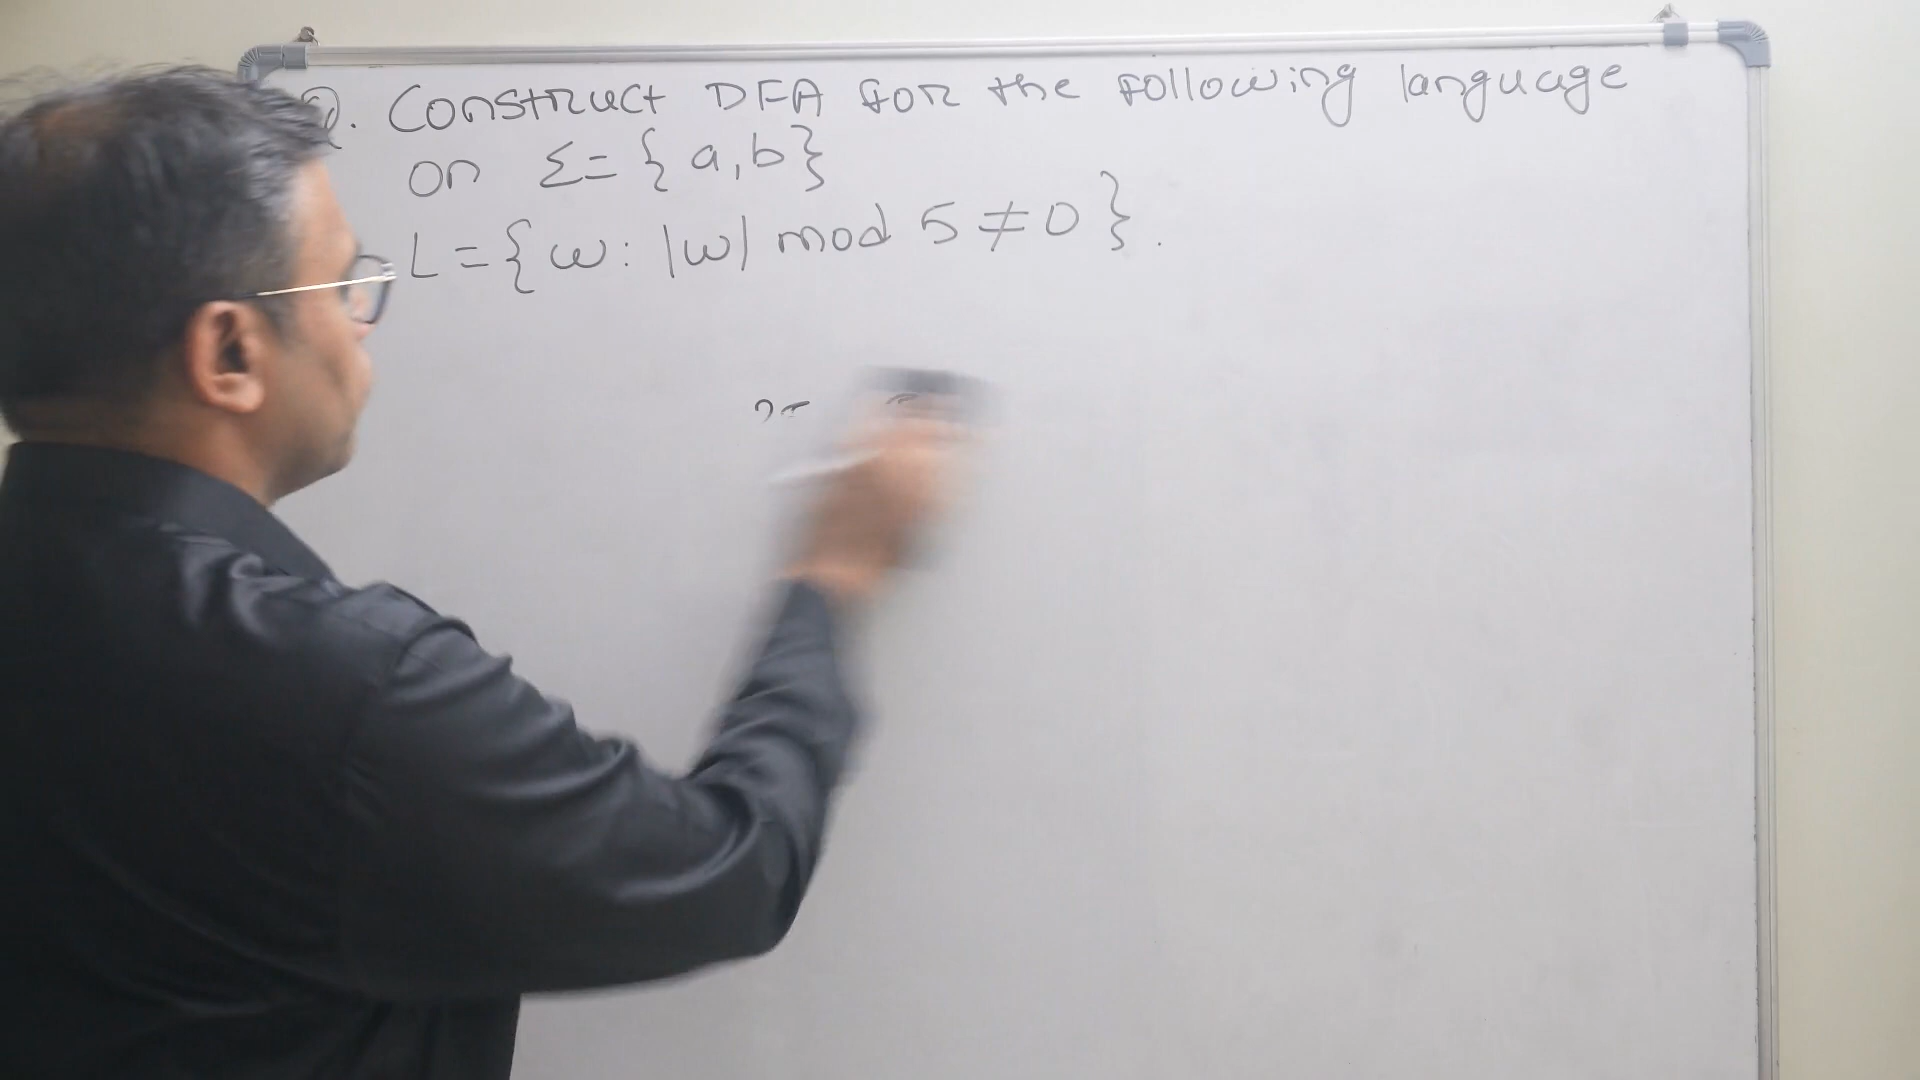 Q. Construct DFA for the following language
on Σ={a,b}
L={w: |w| mod 5≠0}.